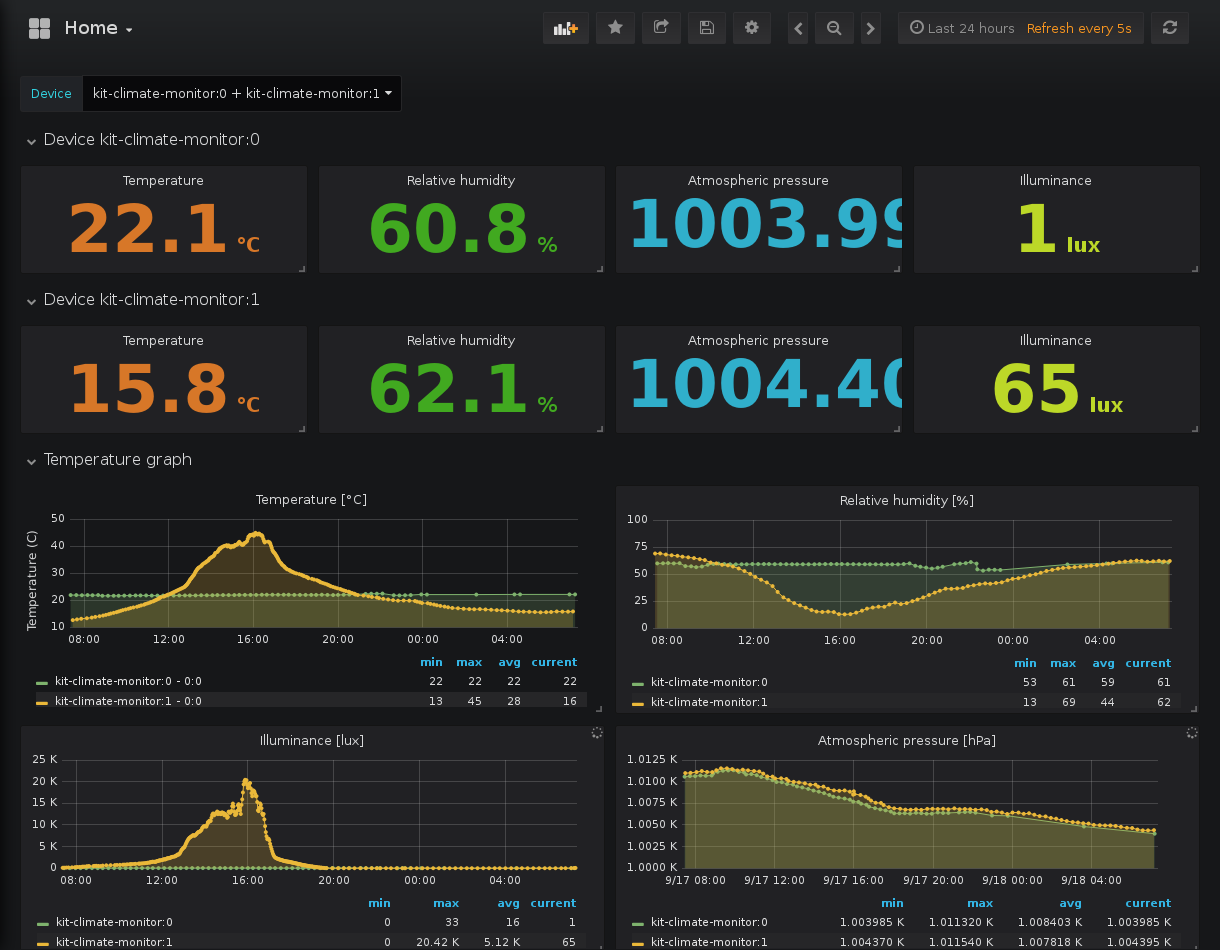 Home
Last 24 hours Refresh every 5s
Device kit-climate-monitor:0 + kit-climate-monitor:1
Device kit-climate-monitor:0
Temperature Relative humidity Atmospheric pressure Illuminance
22.1 °C 60.8 % 1003.99 1 lux
Device kit-climate-monitor:1
Temperature Relative humidity Atmospheric pressure Illuminance
15.8 °C 62.1 % 1004.40 65 lux
Temperature graph
Temperature [°C]
Temperature (C)
50
40
30
20
10
08:00 12:00 16:00 20:00 00:00 04:00
min max avg current
kit-climate-monitor:0 - 0:0 22 22 22 22
kit-climate-monitor:1 - 0:0 13 45 28 16
Relative humidity [%]
100
75
50
25
0
08:00 12:00 16:00 20:00 00:00 04:00
min max avg current
kit-climate-monitor:0 53 61 59 61
kit-climate-monitor:1 13 69 44 62
Illuminance [lux]
25 K
20 K
15 K
10 K
5 K
0
08:00 12:00 16:00 20:00 00:00 04:00
min max avg current
kit-climate-monitor:0 0 33 16 1
kit-climate-monitor:1 0 20.42 K 5.12 K 65
Atmospheric pressure [hPa]
1.0125 K
1.0100 K
1.0075 K
1.0050 K
1.0025 K
1.0000 K
9/17 08:00 9/17 12:00 9/17 16:00 9/17 20:00 9/18 00:00 9/18 04:00
min max avg current
kit-climate-monitor:0 1.003985 K 1.011320 K 1.008403 K 1.003985 K
kit-climate-monitor:1 1.004370 K 1.011540 K 1.007818 K 1.004395 K